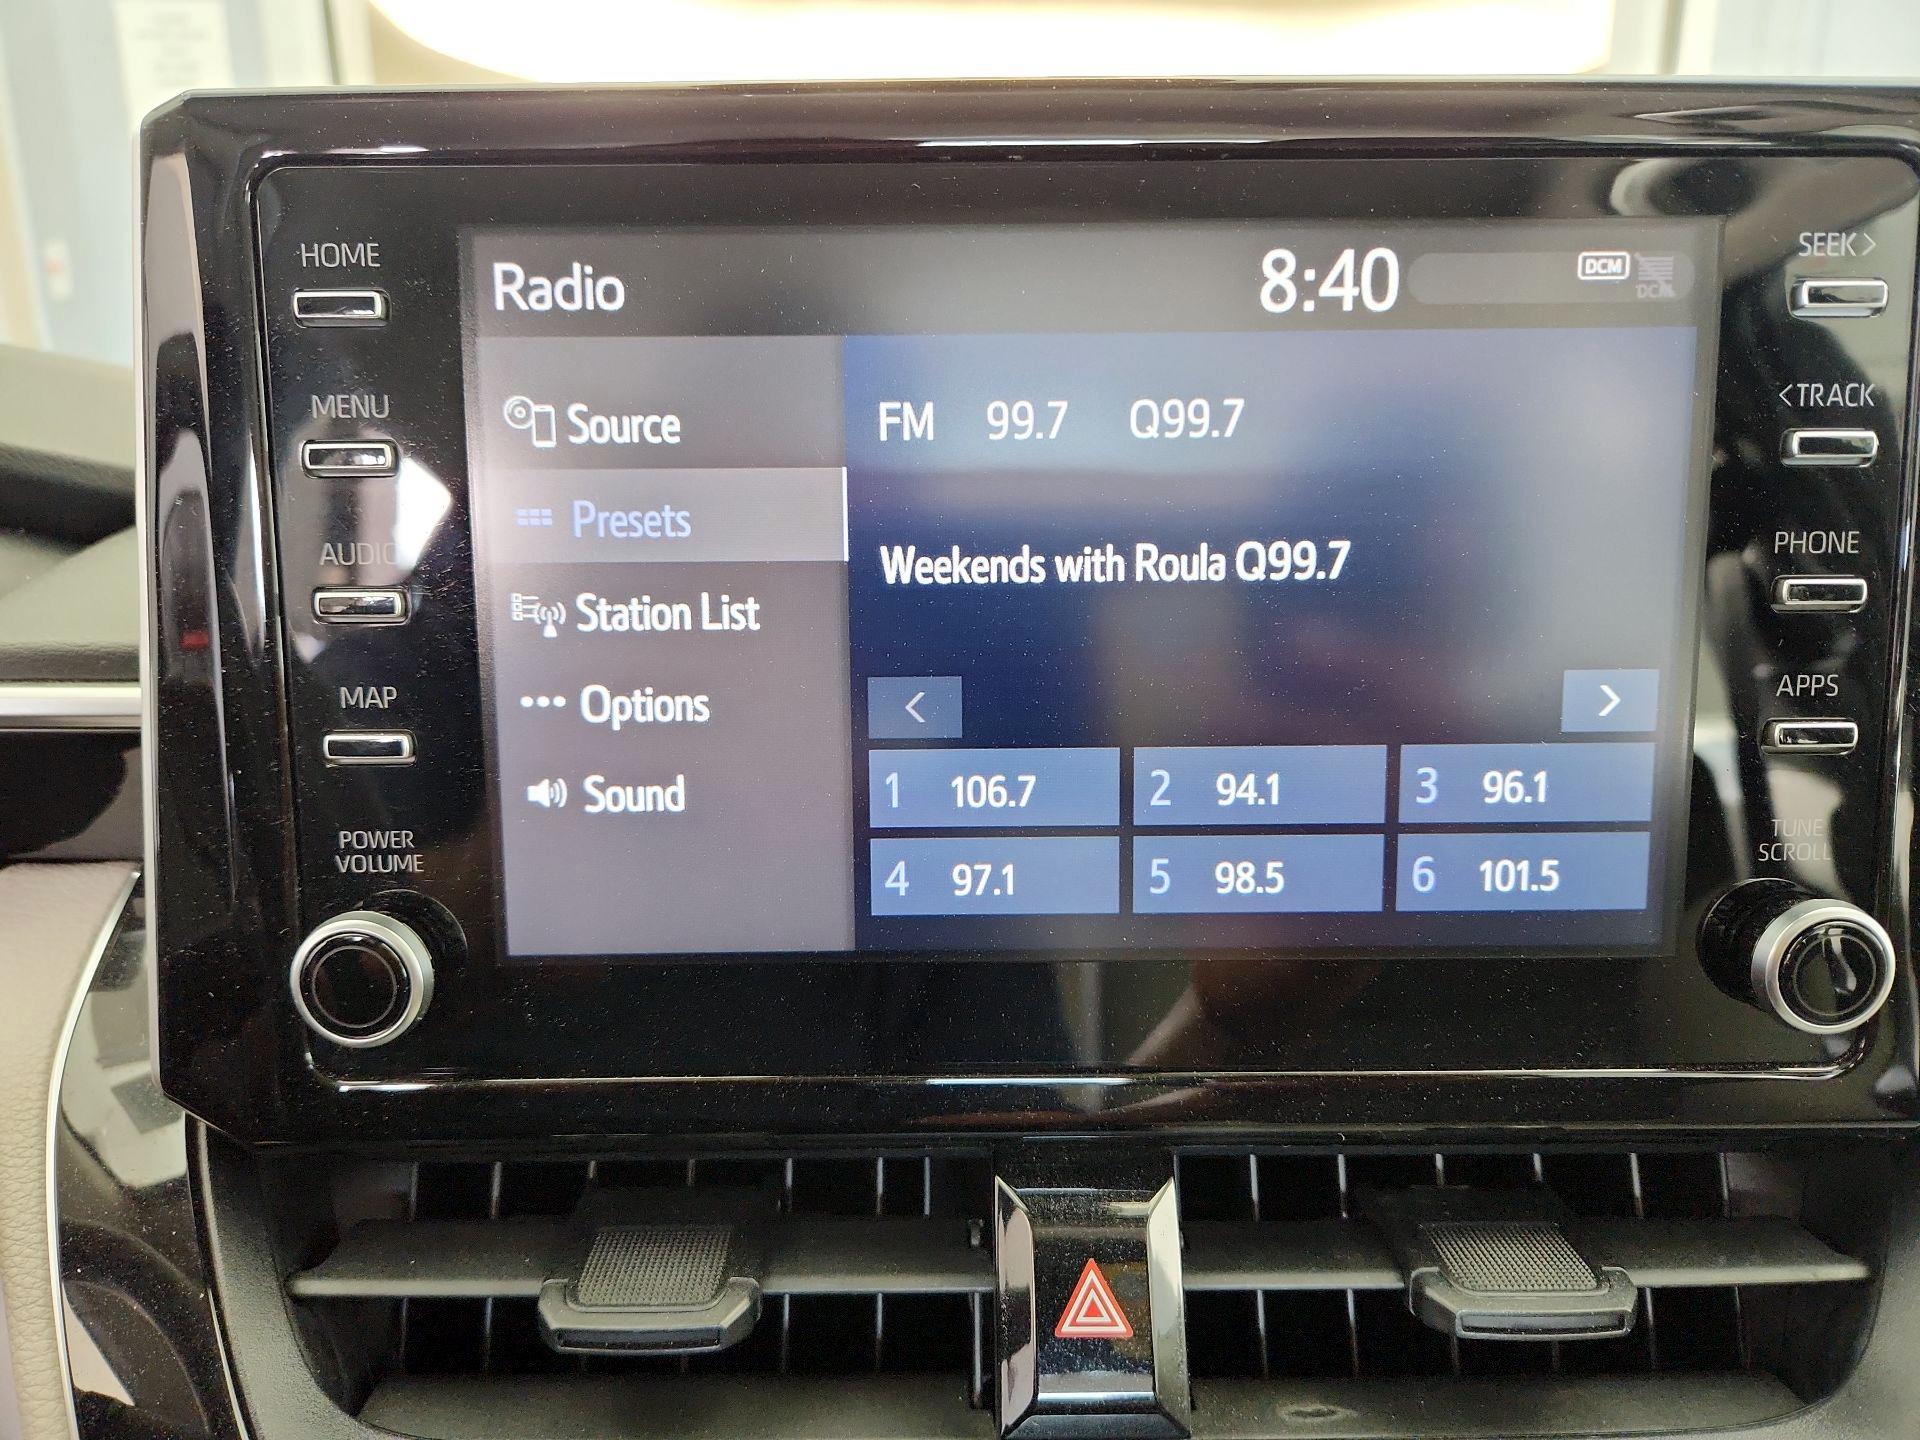 HOME
MENU
AUDIO
MAP
POWER
VOLUME
Radio
8:40
DCM
DCM
Source
Presets
Station List
Options
Sound
FM 99.7 Q99.7
Weekends with Roula Q99.7
< >
1 106.7 2 94.1 3 96.1
4 97.1 5 98.5 6 101.5
SEEK>
<TRACK
PHONE
APPS
TUNE
SCROLL